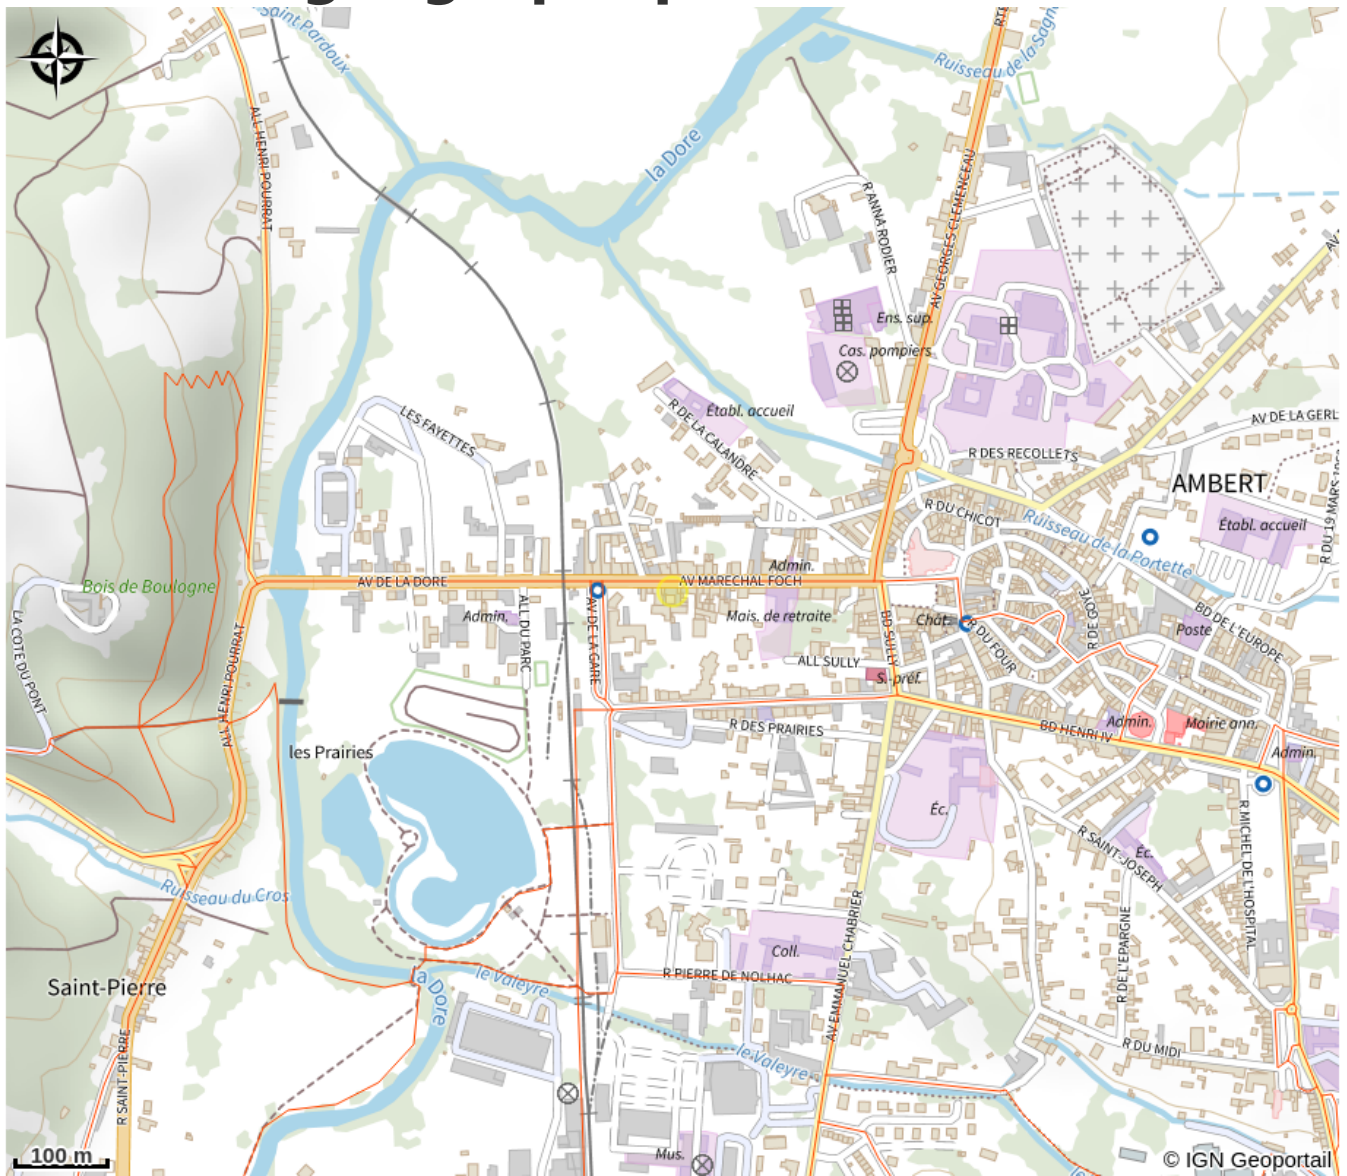 Saint Pardoux
Ruisseau de la Sagne
la Dore
ALL HENRI POURRAT
R ANNA RODIER
AV GEORGES CLEMENCEAU
Ens. sup.
Cas. pompiers
Établ. accueil
R DE LA CALANDRE
LES FAYETTES
R DES RECOLLETS
AV DE LA GERL
AMBERT
R DU CHICOT
Ruisseau de la Portette
Établ. accueil
R DU 19 MARS 1962
Bois de Boulogne
AV DE LA DORE
AV MARECHAL FOCH
Admin.
Admin.
Mais. de retraite
ALL DU PARC
AV DE LA GARE
BD SULLY
Chât.
R DU FOUR
R DE GOYE
Poste
BD DE L'EUROPE
LA COTE DU PONT
ALL HENRI POURRAT
ALL SULLY
S.-préf.
R DES PRAIRIES
BD HENRI IV
Admin.
Mairie ann.
Admin.
les Prairies
Éc.
R SAINT-JOSEPH
Éc.
R MICHEL DE L'HOSPITAL
Ruisseau du Cros
AV EMMANUEL CHABRIER
R DE L'EPARGNE
Coll.
R PIERRE DE NOLHAC
Saint-Pierre
la Dore
le Valeyre
le Valeyre
R DU MIDI
R SAINT-PIERRE
Mus.
100 m
© IGN Geoportail